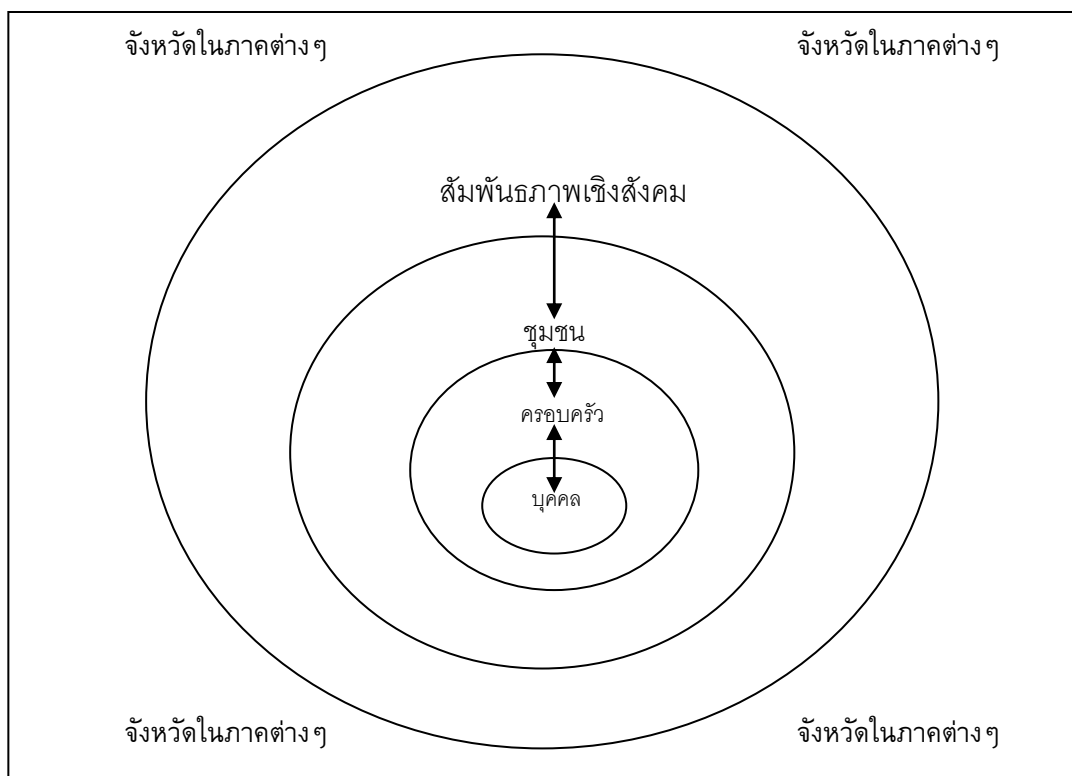 จังหวัดในภาคต่างๆ
จังหวัดในภาคต่างๆ
สัมพันธภาพเชิงสังคม
ชุมชน
ครอบครัว
บุคคล
จังหวัดในภาคต่างๆ
จังหวัดในภาคต่างๆ